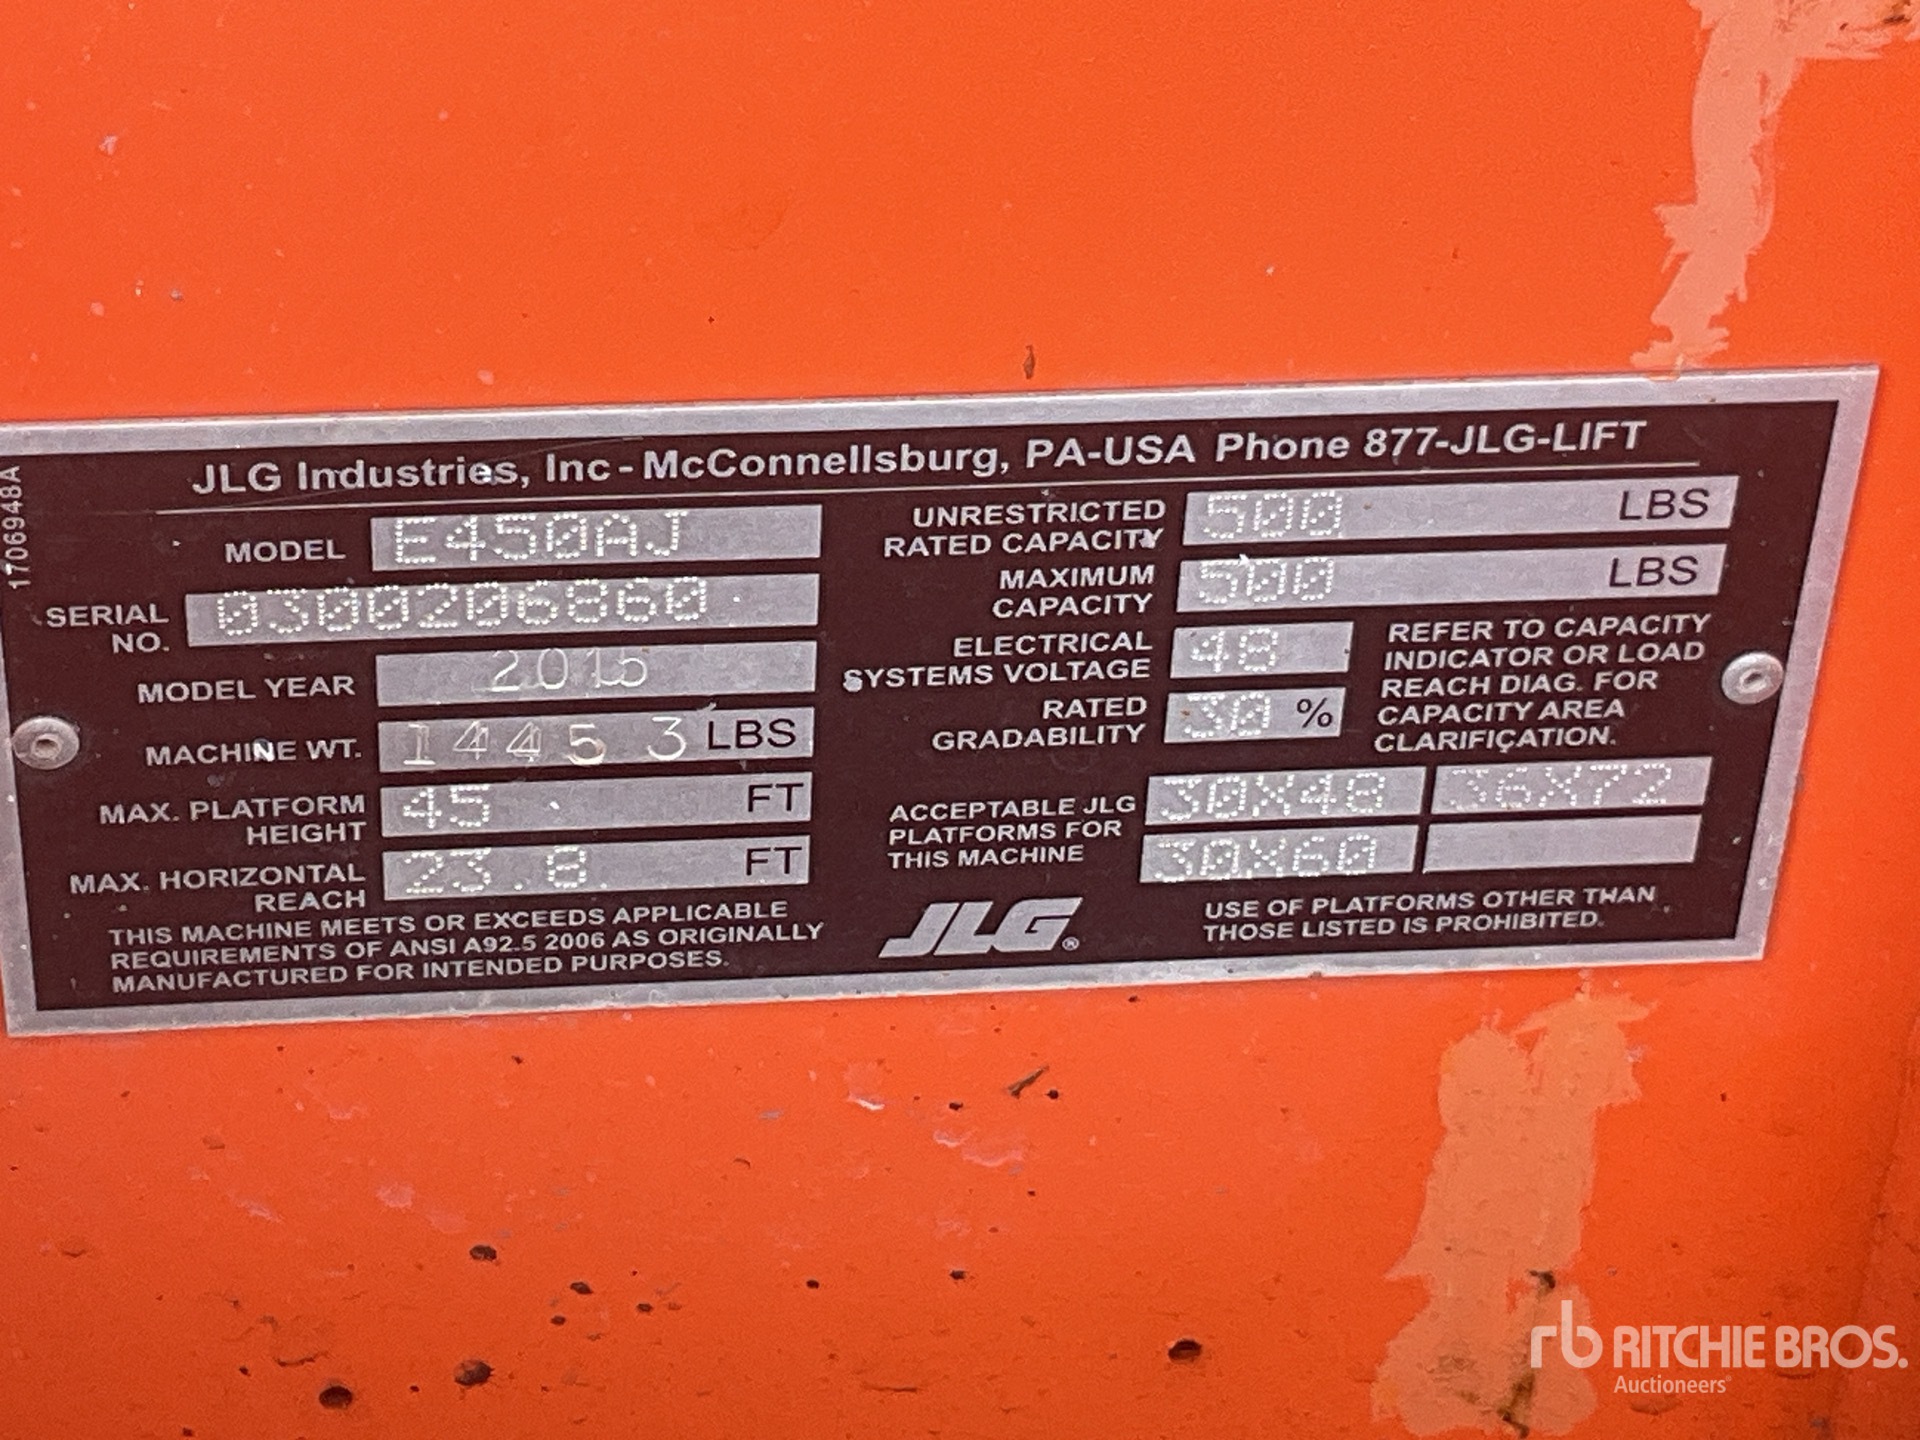 JLG Industries, Inc - McConnellsburg, PA-USA Phone 877-JLG-LIFT
1706948A
MODEL E450AJ
SERIAL NO. 0300206860
MODEL YEAR 2015
MACHINE WT. 14453 LBS
MAX. PLATFORM HEIGHT 45 FT
MAX. HORIZONTAL REACH 23.8 FT
THIS MACHINE MEETS OR EXCEEDS APPLICABLE
REQUIREMENTS OF ANSI A92.5 2006 AS ORIGINALLY
MANUFACTURED FOR INTENDED PURPOSES.
UNRESTRICTED RATED CAPACITY 500 LBS
MAXIMUM CAPACITY 500 LBS
ELECTRICAL SYSTEMS VOLTAGE 48
RATED GRADABILITY 30 %
REFER TO CAPACITY
INDICATOR OR LOAD
REACH DIAG. FOR
CAPACITY AREA
CLARIFICATION.
ACCEPTABLE JLG
PLATFORMS FOR
THIS MACHINE
30X48 36X72
30X60
JLG®
USE OF PLATFORMS OTHER THAN
THOSE LISTED IS PROHIBITED.
rb RITCHIE BROS.
Auctioneers